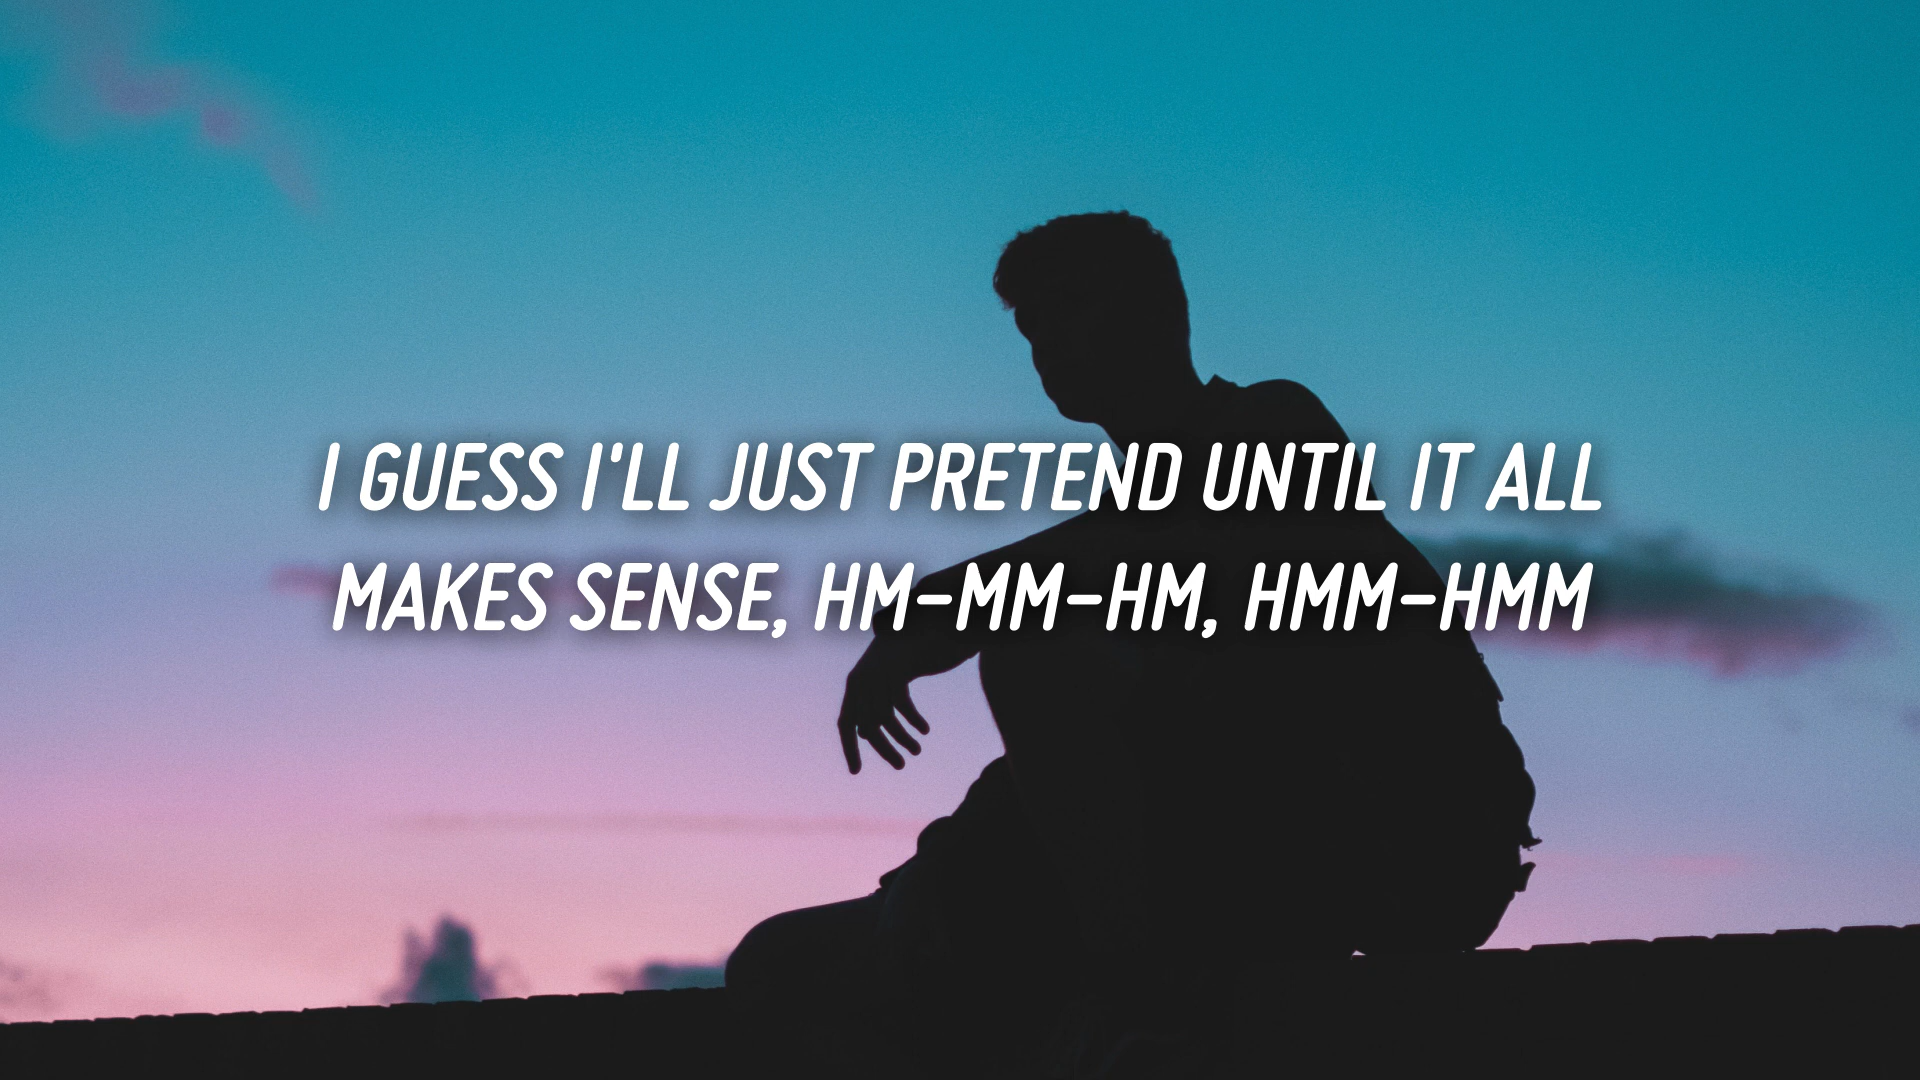 I GUESS I'LL JUST PRETEND UNTIL IT ALL
MAKES SENSE, HM-MM-HM, HMM-HMM